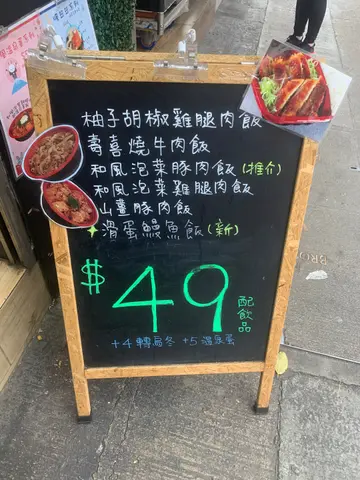 柚子胡椒雞腿肉飯
壽喜燒牛肉飯
和風泡菜豚肉飯(推介)
和風泡菜雞腿肉飯
山薑豚肉飯
滑蛋鰻魚飯(新)
$49
配飲品
+4轉扃冬 +5溫泉蛋